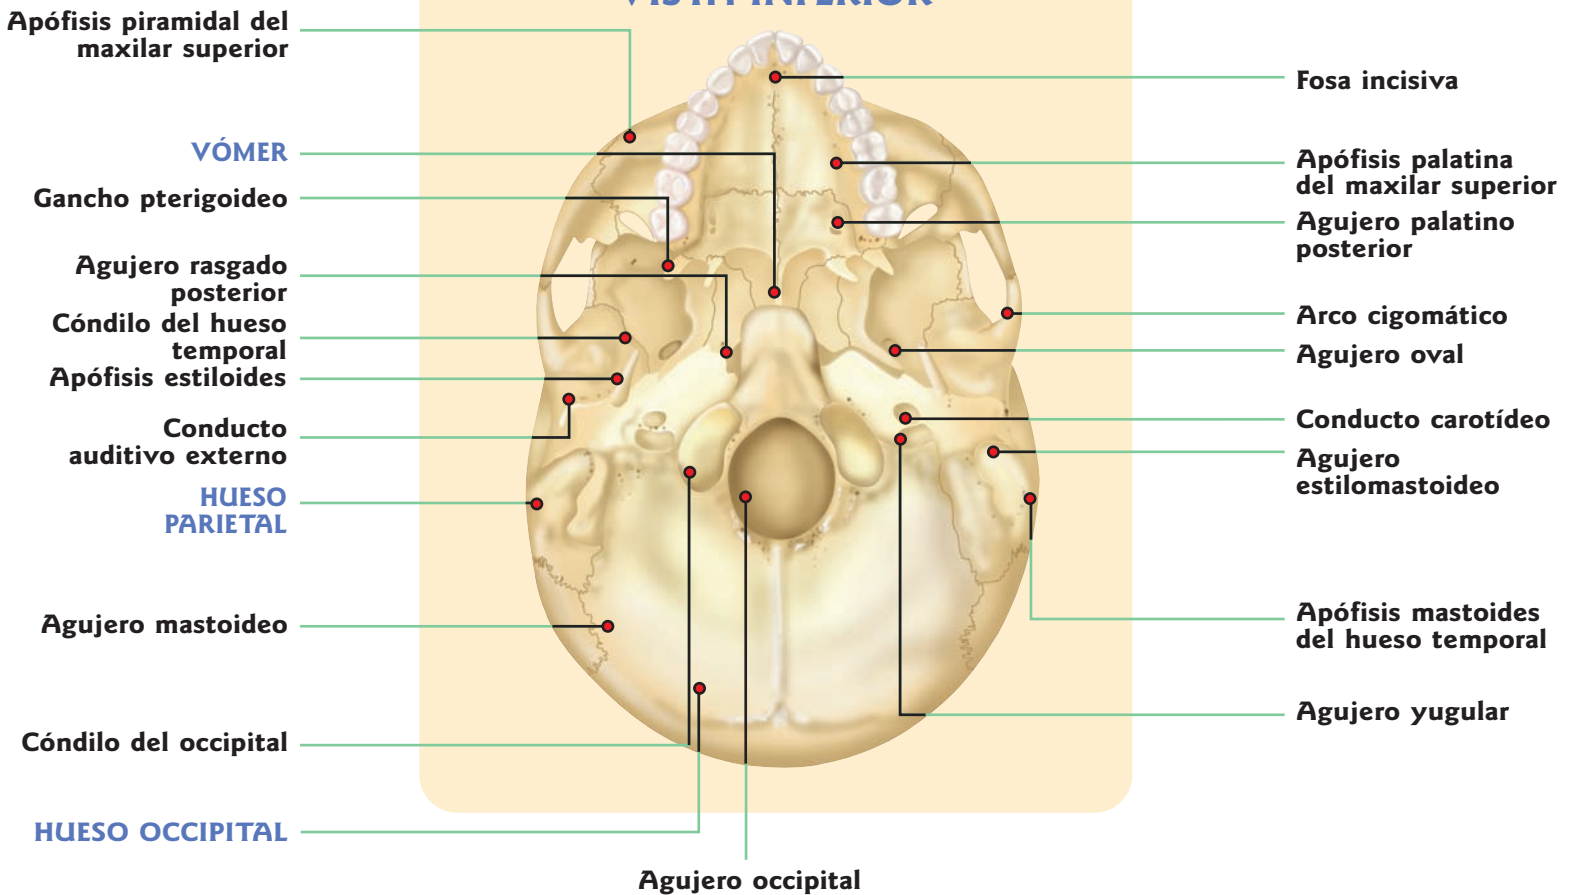 VISTA INFERIOR
Apófisis piramidal del
maxilar superior
VÓMER
Gancho pterigoideo
Agujero rasgado
posterior
Cóndilo del hueso
temporal
Apófisis estiloides
Conducto
auditivo externo
HUESO
PARIETAL
Agujero mastoideo
Cóndilo del occipital
HUESO OCCIPITAL
Agujero occipital
Fosa incisiva
Apófisis palatina
del maxilar superior
Agujero palatino
posterior
Arco cigomático
Agujero oval
Conducto carotídeo
Agujero
estilomastoideo
Apófisis mastoides
del hueso temporal
Agujero yugular